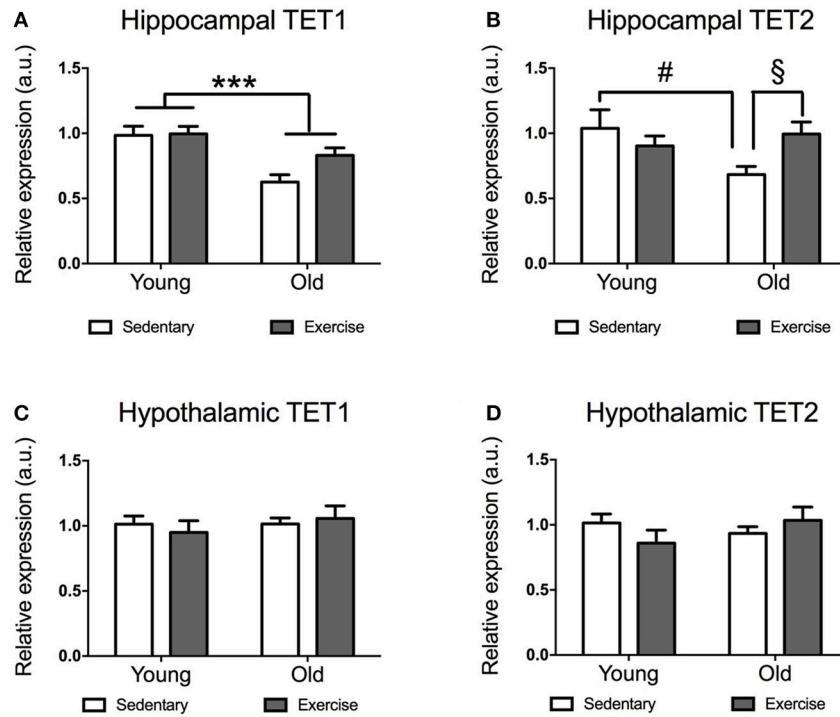 A
Hippocampal TET1
Relative expression (a.u.)
1.5
1.0
0.5
0.0
***
Young
Old
Sedentary
Exercise
B
Hippocampal TET2
Relative expression (a.u.)
1.5
1.0
0.5
0.0
#
§
Young
Old
Sedentary
Exercise
C
Hypothalamic TET1
Relative expression (a.u.)
1.5
1.0
0.5
0.0
Young
Old
Sedentary
Exercise
D
Hypothalamic TET2
Relative expression (a.u.)
1.5
1.0
0.5
0.0
Young
Old
Sedentary
Exercise